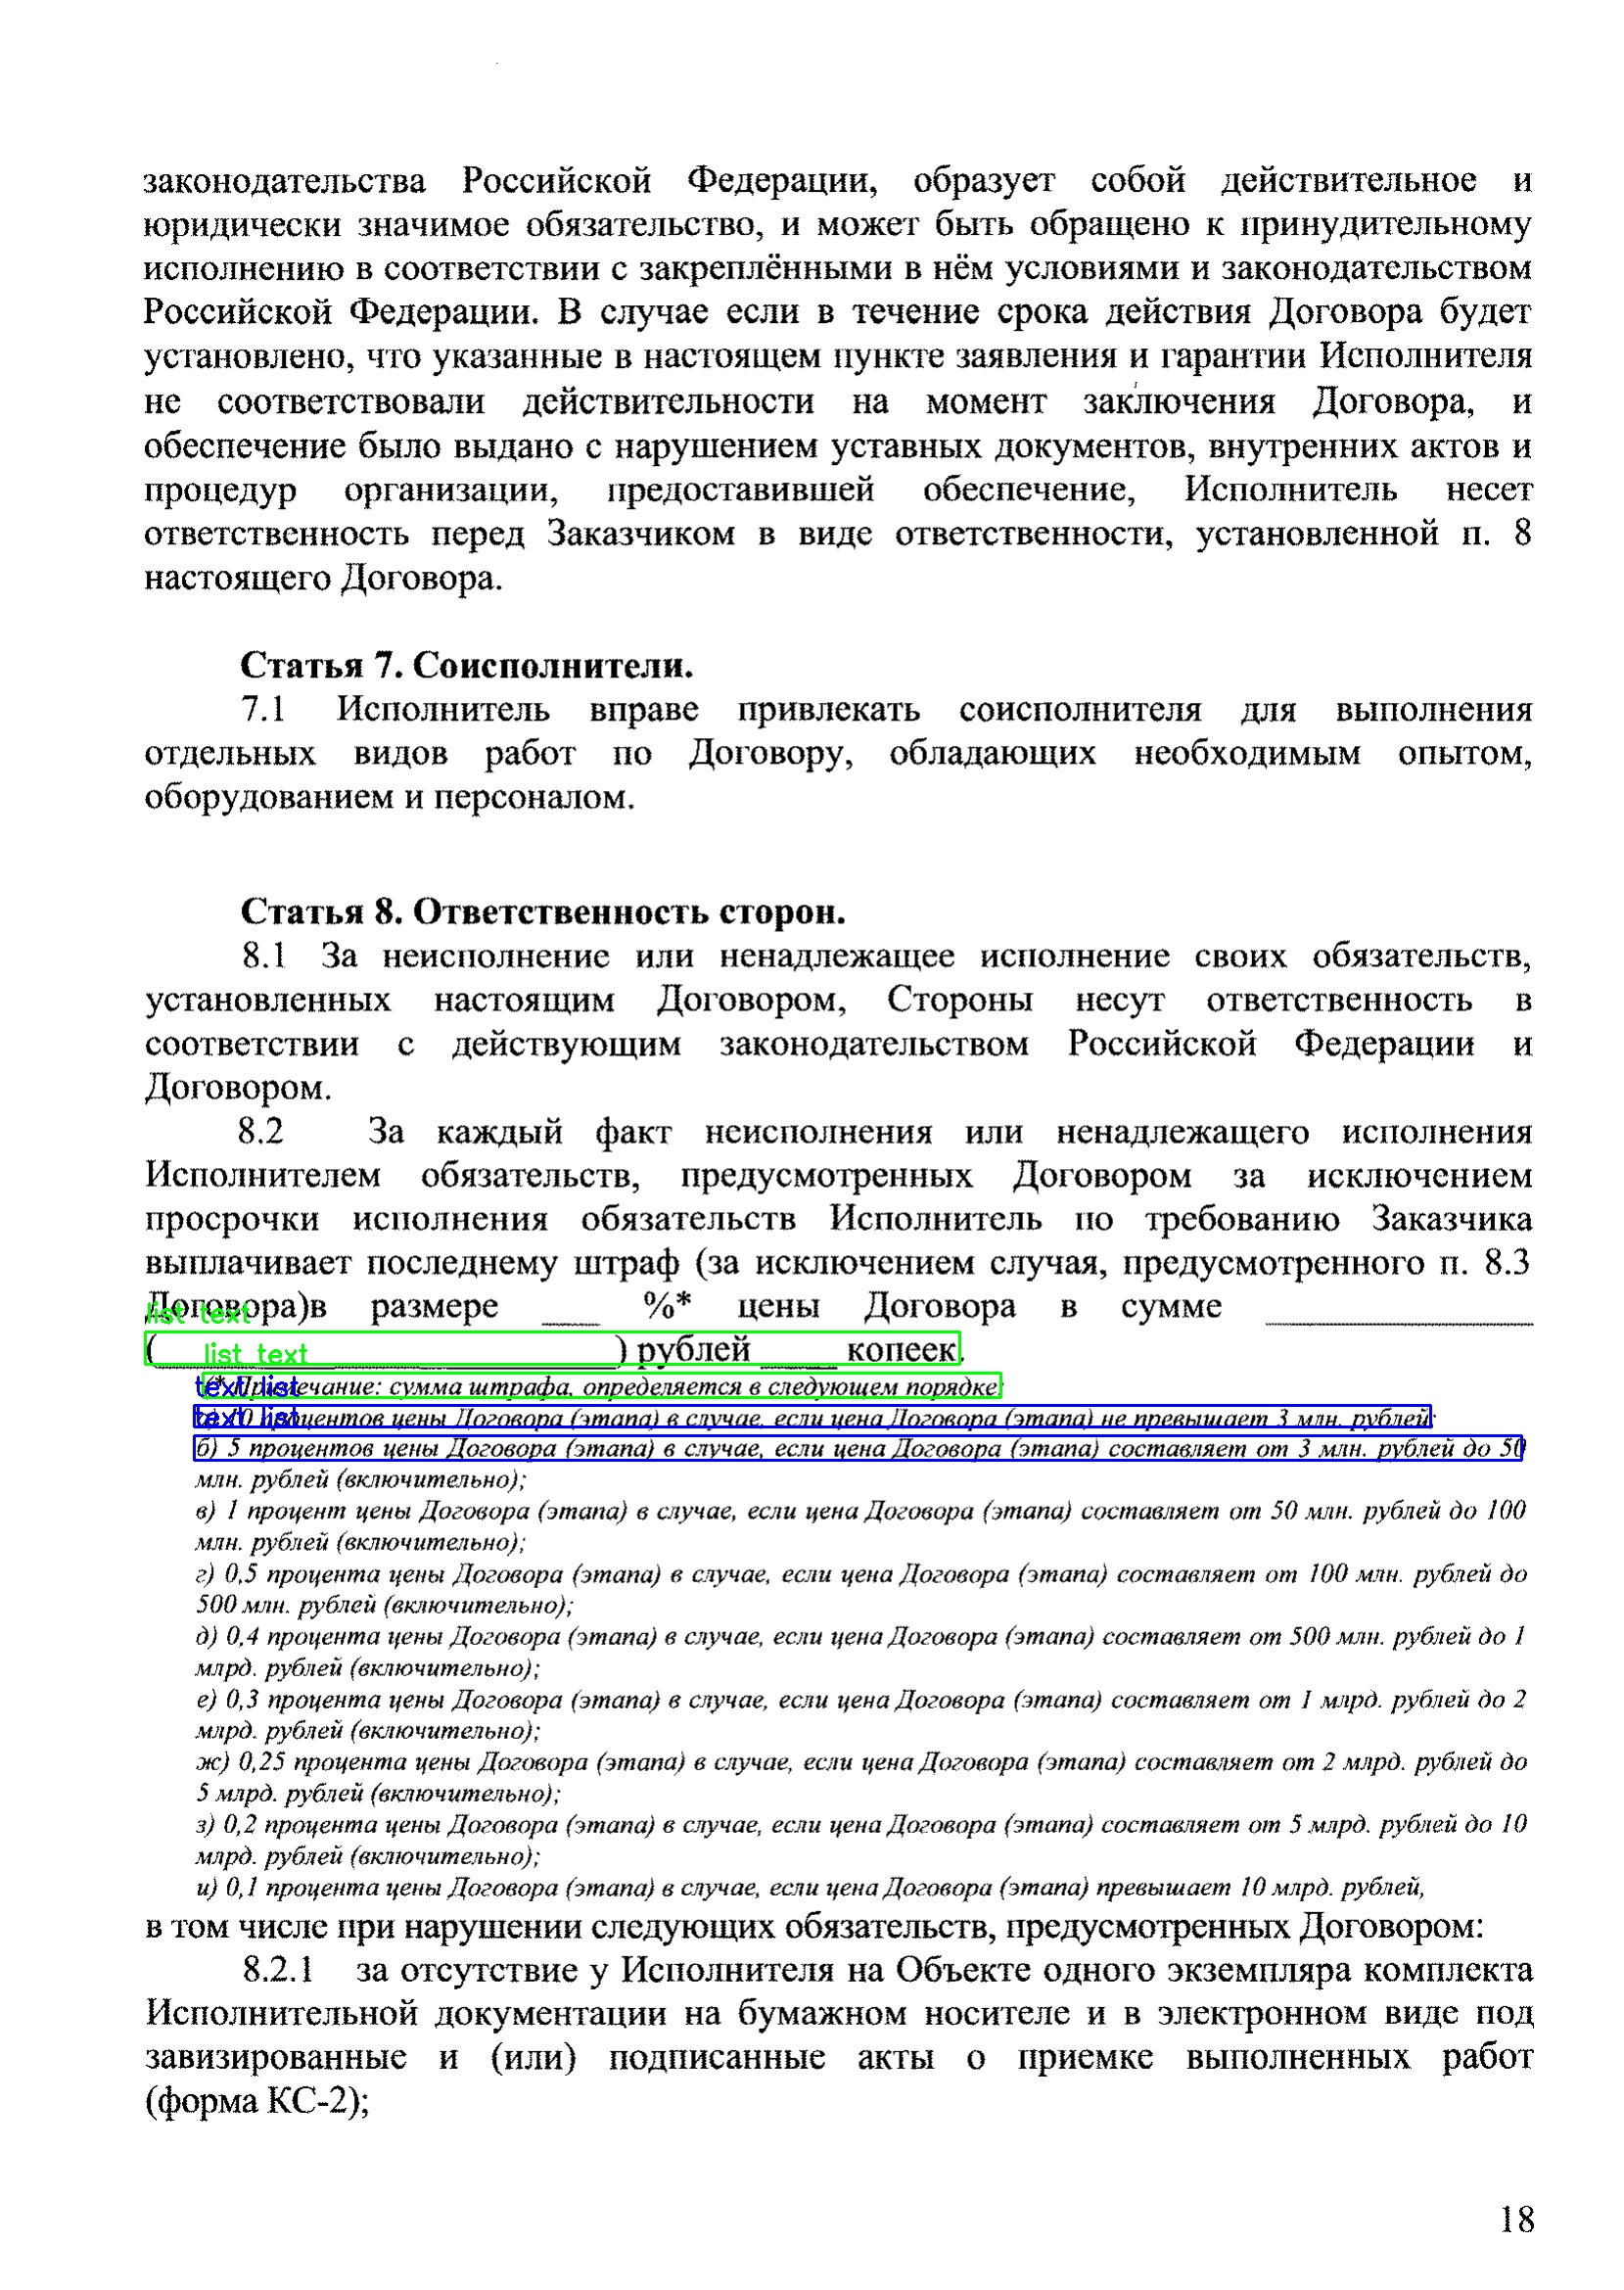 законодательства Российской Федерации, образует собой действительное и
юридически значимое обязательство, и может быть обращено к принудительному
исполнению в соответствии с закреплёнными в нём условиями и законодательством
Российской Федерации. В случае если в течение срока действия Договора будет
установлено, что указанные в настоящем пункте заявления и гарантии Исполнителя
не соответствовали действительности на момент заключения Договора, и
обеспечение было выдано с нарушением уставных документов, внутренних актов и
процедур организации, предоставившей обеспечение, Исполнитель несет
ответственность перед Заказчиком в виде ответственности, установленной п. 8
настоящего Договора.
Статья 7. Соисполнители.
7.1 Исполнитель вправе привлекать соисполнителя для выполнения
отдельных видов работ по Договору, обладающих необходимым опытом,
оборудованием и персоналом.
Статья 8. Ответственность сторон.
8.1 За неисполнение или ненадлежащее исполнение своих обязательств,
установленных настоящим Договором, Стороны несут ответственность в
соответствии с действующим законодательством Российской Федерации и
Договором.
8.2 За каждый факт неисполнения или ненадлежащего исполнения
Исполнителем обязательств, предусмотренных Договором за исключением
просрочки исполнения обязательств Исполнитель по требованию Заказчика
выплачивает последнему штраф (за исключением случая, предусмотренного п. 8.3
Договора)в размере ___ %* цены Договора в сумме ______________
list text
(________________________) рублей ____ копеек.
list text
(* Примечание: сумма штрафа, определяется в следующем порядке
text list
а) 10 процентов цены Договора (этапа) в случае, если цена Договора (этапа) не превышает 3 млн. рублей;
text list
б) 5 процентов цены Договора (этапа) в случае, если цена Договора (этапа) составляет от 3 млн. рублей до 50
млн. рублей (включительно);
в) 1 процент цены Договора (этапа) в случае, если цена Договора (этапа) составляет от 50 млн. рублей до 100
млн. рублей (включительно);
г) 0,5 процента цены Договора (этапа) в случае, если цена Договора (этапа) составляет от 100 млн. рублей до
500 млн. рублей (включительно);
д) 0,4 процента цены Договора (этапа) в случае, если цена Договора (этапа) составляет от 500 млн. рублей до 1
млрд. рублей (включительно);
е) 0,3 процента цены Договора (этапа) в случае, если цена Договора (этапа) составляет от 1 млрд. рублей до 2
млрд. рублей (включительно);
ж) 0,25 процента цены Договора (этапа) в случае, если цена Договора (этапа) составляет от 2 млрд. рублей до
5 млрд. рублей (включительно);
з) 0,2 процента цены Договора (этапа) в случае, если цена Договора (этапа) составляет от 5 млрд. рублей до 10
млрд. рублей (включительно);
и) 0,1 процента цены Договора (этапа) в случае, если цена Договора (этапа) превышает 10 млрд. рублей,
в том числе при нарушении следующих обязательств, предусмотренных Договором:
8.2.1 за отсутствие у Исполнителя на Объекте одного экземпляра комплекта
Исполнительной документации на бумажном носителе и в электронном виде под
завизированные и (или) подписанные акты о приемке выполненных работ
(форма КС-2);
18